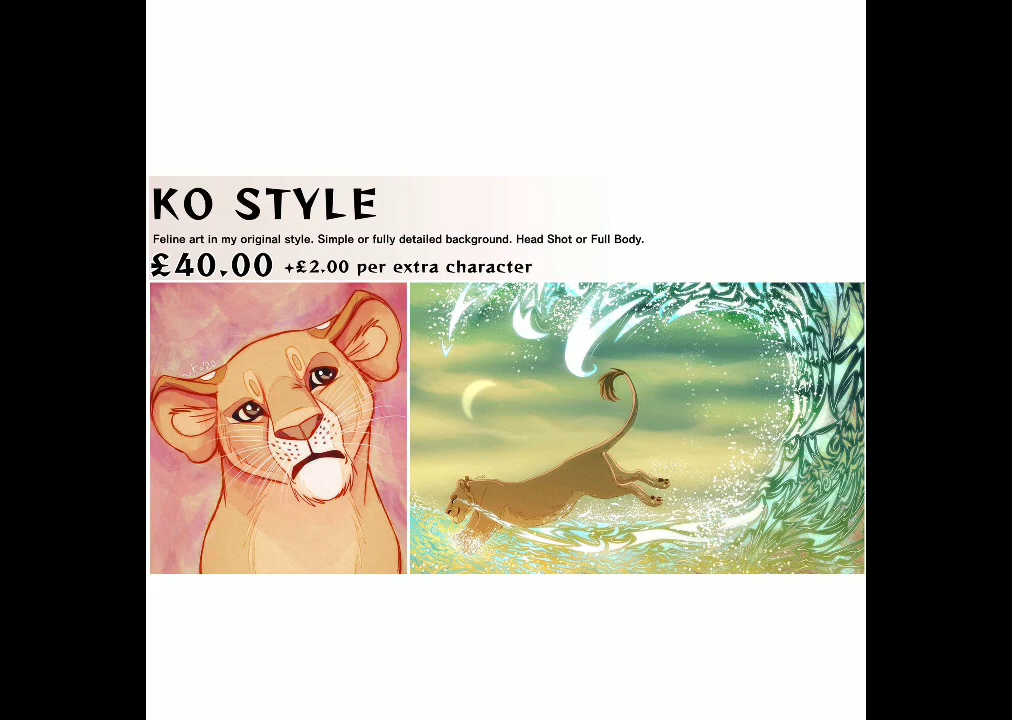 KO STYLE
Feline art in my original style. Simple or fully detailed background. Head Shot or Full Body.
£40.00 +£2.00 per extra character